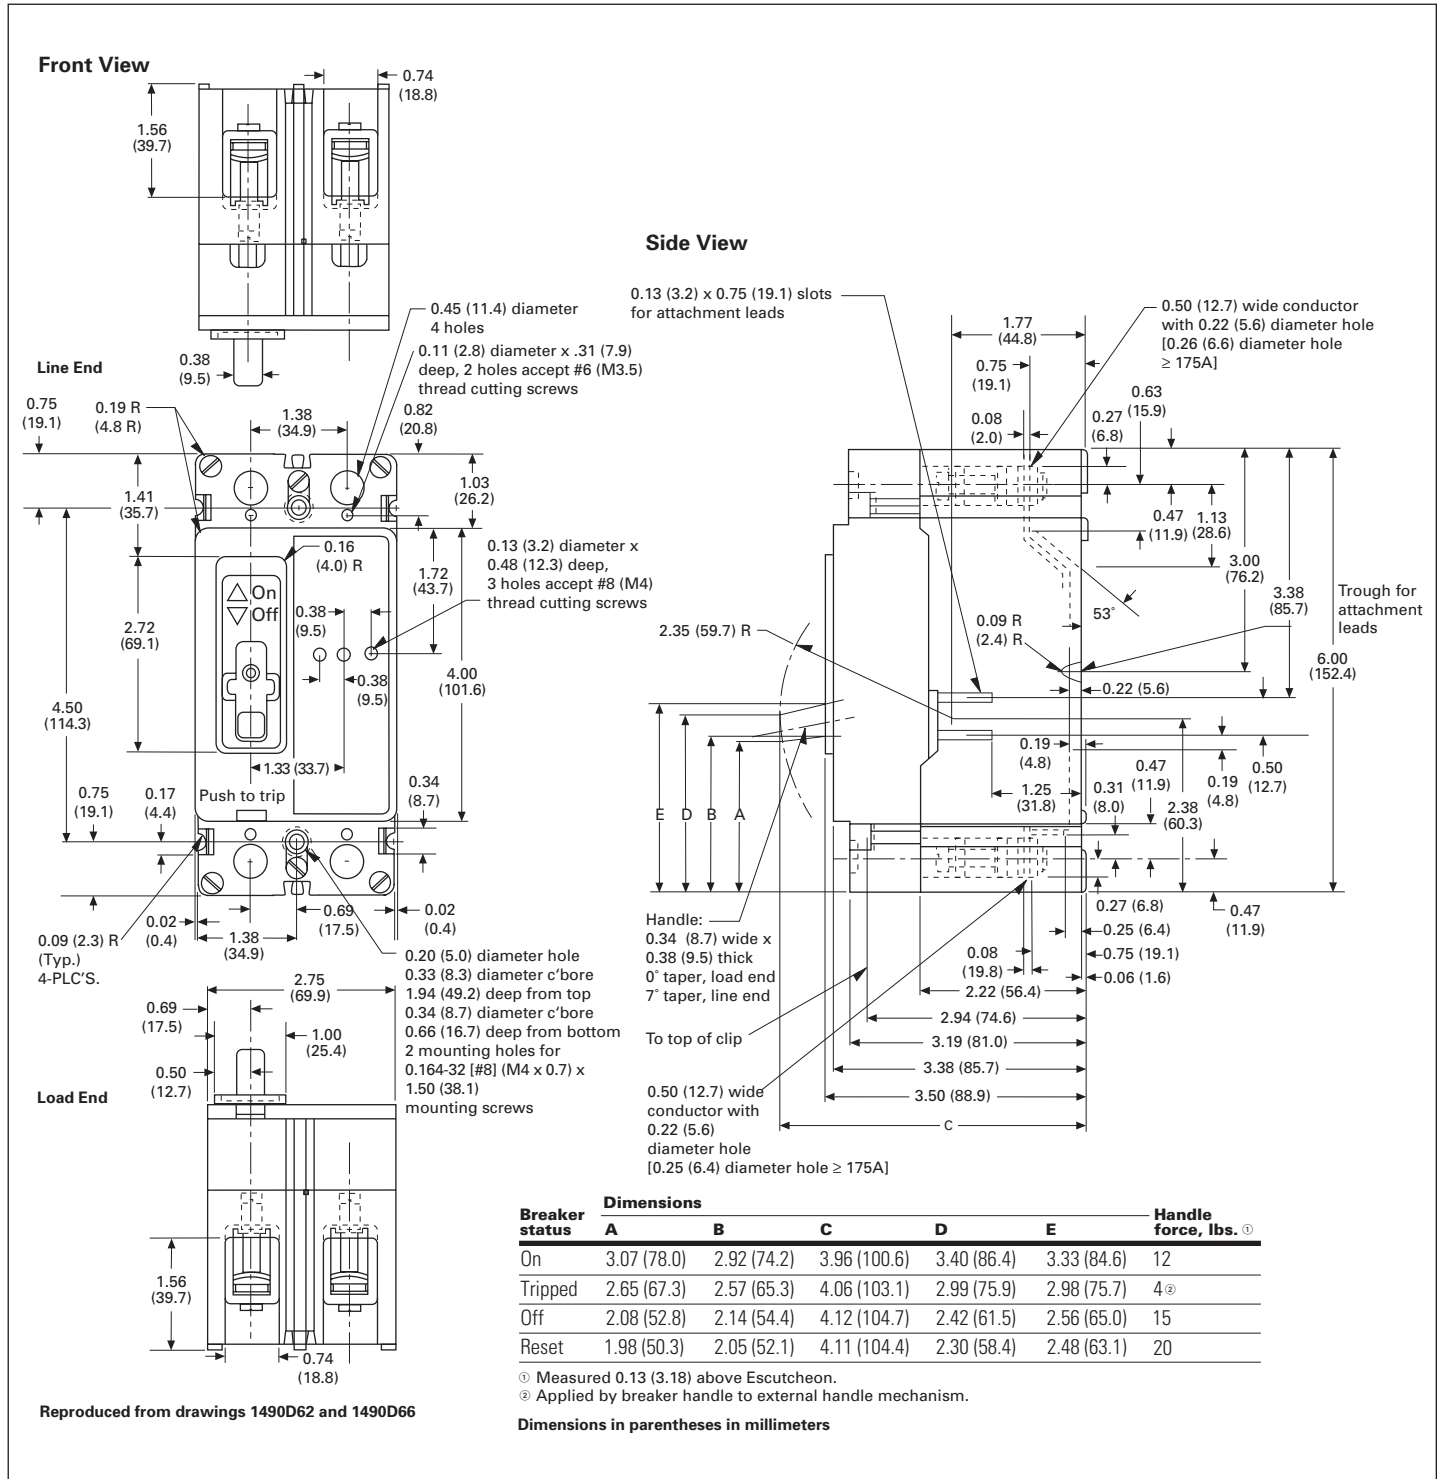 Front View
0.74
(18.8)
1.56
(39.7)
0.38
(9.5)
Line End
0.45 (11.4) diameter
4 holes
0.11 (2.8) diameter x .31 (7.9)
deep, 2 holes accept #6 (M3.5)
thread cutting screws
0.75
(19.1)
0.19 R
(4.8 R)
1.38
(34.9)
0.82
(20.8)
1.41
(35.7)
1.03
(26.2)
0.16
(4.0) R
0.13 (3.2) diameter x
0.48 (12.3) deep,
3 holes accept #8 (M4)
thread cutting screws
1.72
(43.7)
On
Off
0.38
(9.5)
2.72
(69.1)
0.38
(9.5)
4.00
(101.6)
4.50
(114.3)
1.33 (33.7)
0.75
(19.1)
0.17
(4.4)
Push to trip
0.34
(8.7)
0.02
(0.4)
0.69
(17.5)
0.02
(0.4)
1.38
(34.9)
0.09 (2.3) R
(Typ.)
4-PLC'S.
0.20 (5.0) diameter hole
0.33 (8.3) diameter c'bore
1.94 (49.2) deep from top
0.34 (8.7) diameter c'bore
0.66 (16.7) deep from bottom
2 mounting holes for
0.164-32 [#8] (M4 x 0.7) x
1.50 (38.1)
mounting screws
2.75
(69.9)
0.69
(17.5)
1.00
(25.4)
0.50
(12.7)
Load End
1.56
(39.7)
0.74
(18.8)
Reproduced from drawings 1490D62 and 1490D66
Side View
0.13 (3.2) x 0.75 (19.1) slots
for attachment leads
1.77
(44.8)
0.50 (12.7) wide conductor
with 0.22 (5.6) diameter hole
[0.26 (6.6) diameter hole
≥ 175A]
0.75
(19.1)
0.63
(15.9)
0.08
(2.0)
0.27
(6.8)
0.47
(11.9)
1.13
(28.6)
3.00
(76.2)
3.38
(85.7)
Trough for
attachment
leads
53°
0.09 R
(2.4) R
2.35 (59.7) R
6.00
(152.4)
0.22 (5.6)
0.19
(4.8)
0.47
(11.9)
0.19
(4.8)
0.50
(12.7)
1.25
(31.8)
0.31
(8.0)
2.38
(60.3)
E
D
B
A
Handle:
0.34 (8.7) wide x
0.38 (9.5) thick
0° taper, load end
7° taper, line end
0.27 (6.8)
0.47
(11.9)
0.25 (6.4)
0.08
(19.8)
0.75 (19.1)
0.06 (1.6)
2.22 (56.4)
To top of clip
2.94 (74.6)
3.19 (81.0)
3.38 (85.7)
3.50 (88.9)
C
0.50 (12.7) wide
conductor with
0.22 (5.6)
diameter hole
[0.25 (6.4) diameter hole ≥ 175A]
Breaker status Dimensions Handle force, lbs. ①
A B C D E
On 3.07 (78.0) 2.92 (74.2) 3.96 (100.6) 3.40 (86.4) 3.33 (84.6) 12
Tripped 2.65 (67.3) 2.57 (65.3) 4.06 (103.1) 2.99 (75.9) 2.98 (75.7) 4 ②
Off 2.08 (52.8) 2.14 (54.4) 4.12 (104.7) 2.42 (61.5) 2.56 (65.0) 15
Reset 1.98 (50.3) 2.05 (52.1) 4.11 (104.4) 2.30 (58.4) 2.48 (63.1) 20
① Measured 0.13 (3.18) above Escutcheon.
② Applied by breaker handle to external handle mechanism.
Dimensions in parentheses in millimeters